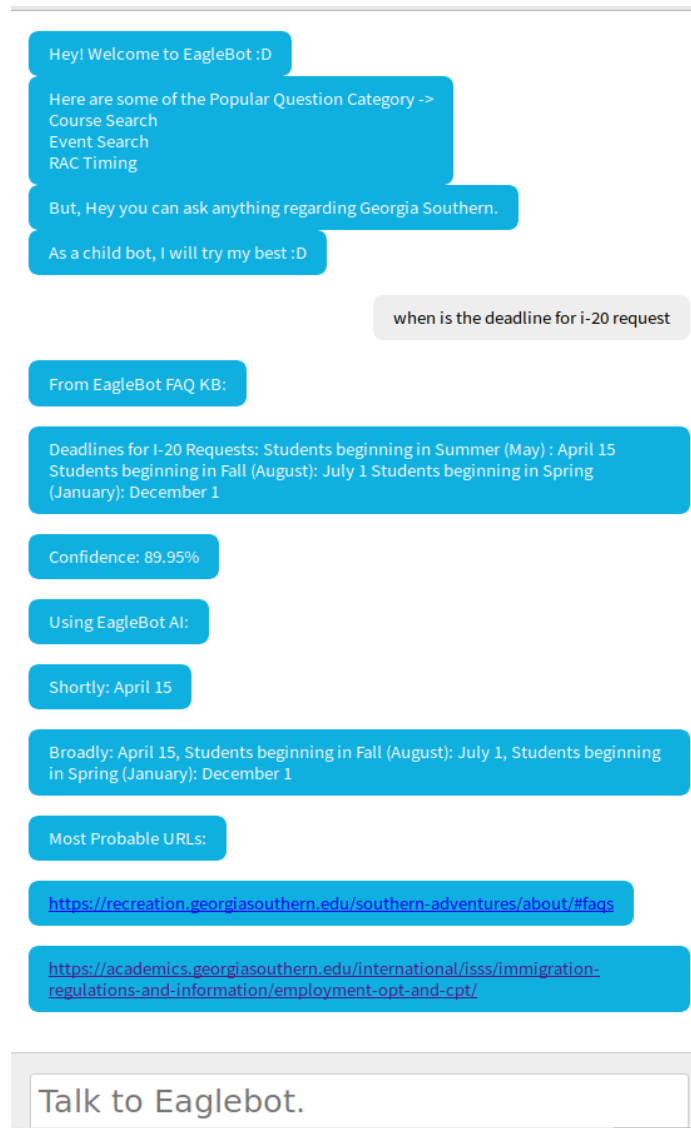 Hey! Welcome to EagleBot :D
Here are some of the Popular Question Category ->
Course Search
Event Search
RAC Timing
But, Hey you can ask anything regarding Georgia Southern.
As a child bot, I will try my best :D
when is the deadline for i-20 request
From EagleBot FAQ KB:
Deadlines for I-20 Requests: Students beginning in Summer (May) : April 15
Students beginning in Fall (August): July 1 Students beginning in Spring
(January): December 1
Confidence: 89.95%
Using EagleBot AI:
Shortly: April 15
Broadly: April 15, Students beginning in Fall (August): July 1, Students beginning
in Spring (January): December 1
Most Probable URLs:
https://recreation.georgiasouthern.edu/southern-adventures/about/#faqs
https://academics.georgiasouthern.edu/international/isss/immigration-
regulations-and-information/employment-opt-and-cpt/
Talk to Eaglebot.